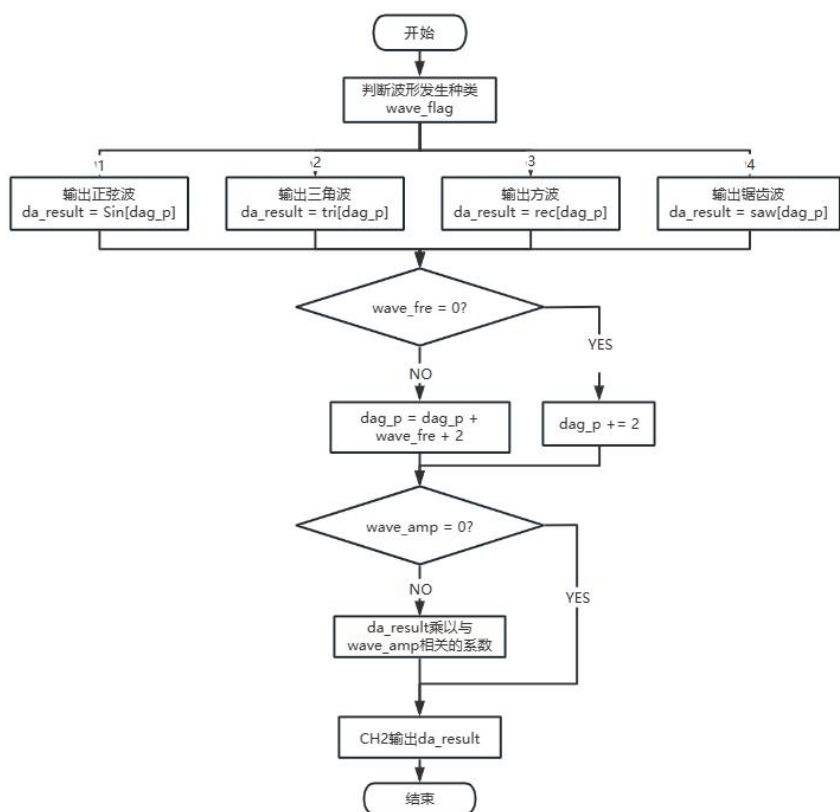 开始
判断波形发生种类
wave_flag
1
2
3
4
输出正弦波
da_result = Sin[dag_p]
输出三角波
da_result = tri[dag_p]
输出方波
da_result = rec[dag_p]
输出锯齿波
da_result = saw[dag_p]
wave_fre = 0?
YES
NO
dag_p = dag_p +
wave_fre + 2
dag_p += 2
wave_amp = 0?
NO
YES
da_result乘以与
wave_amp相关的系数
CH2输出da_result
结束